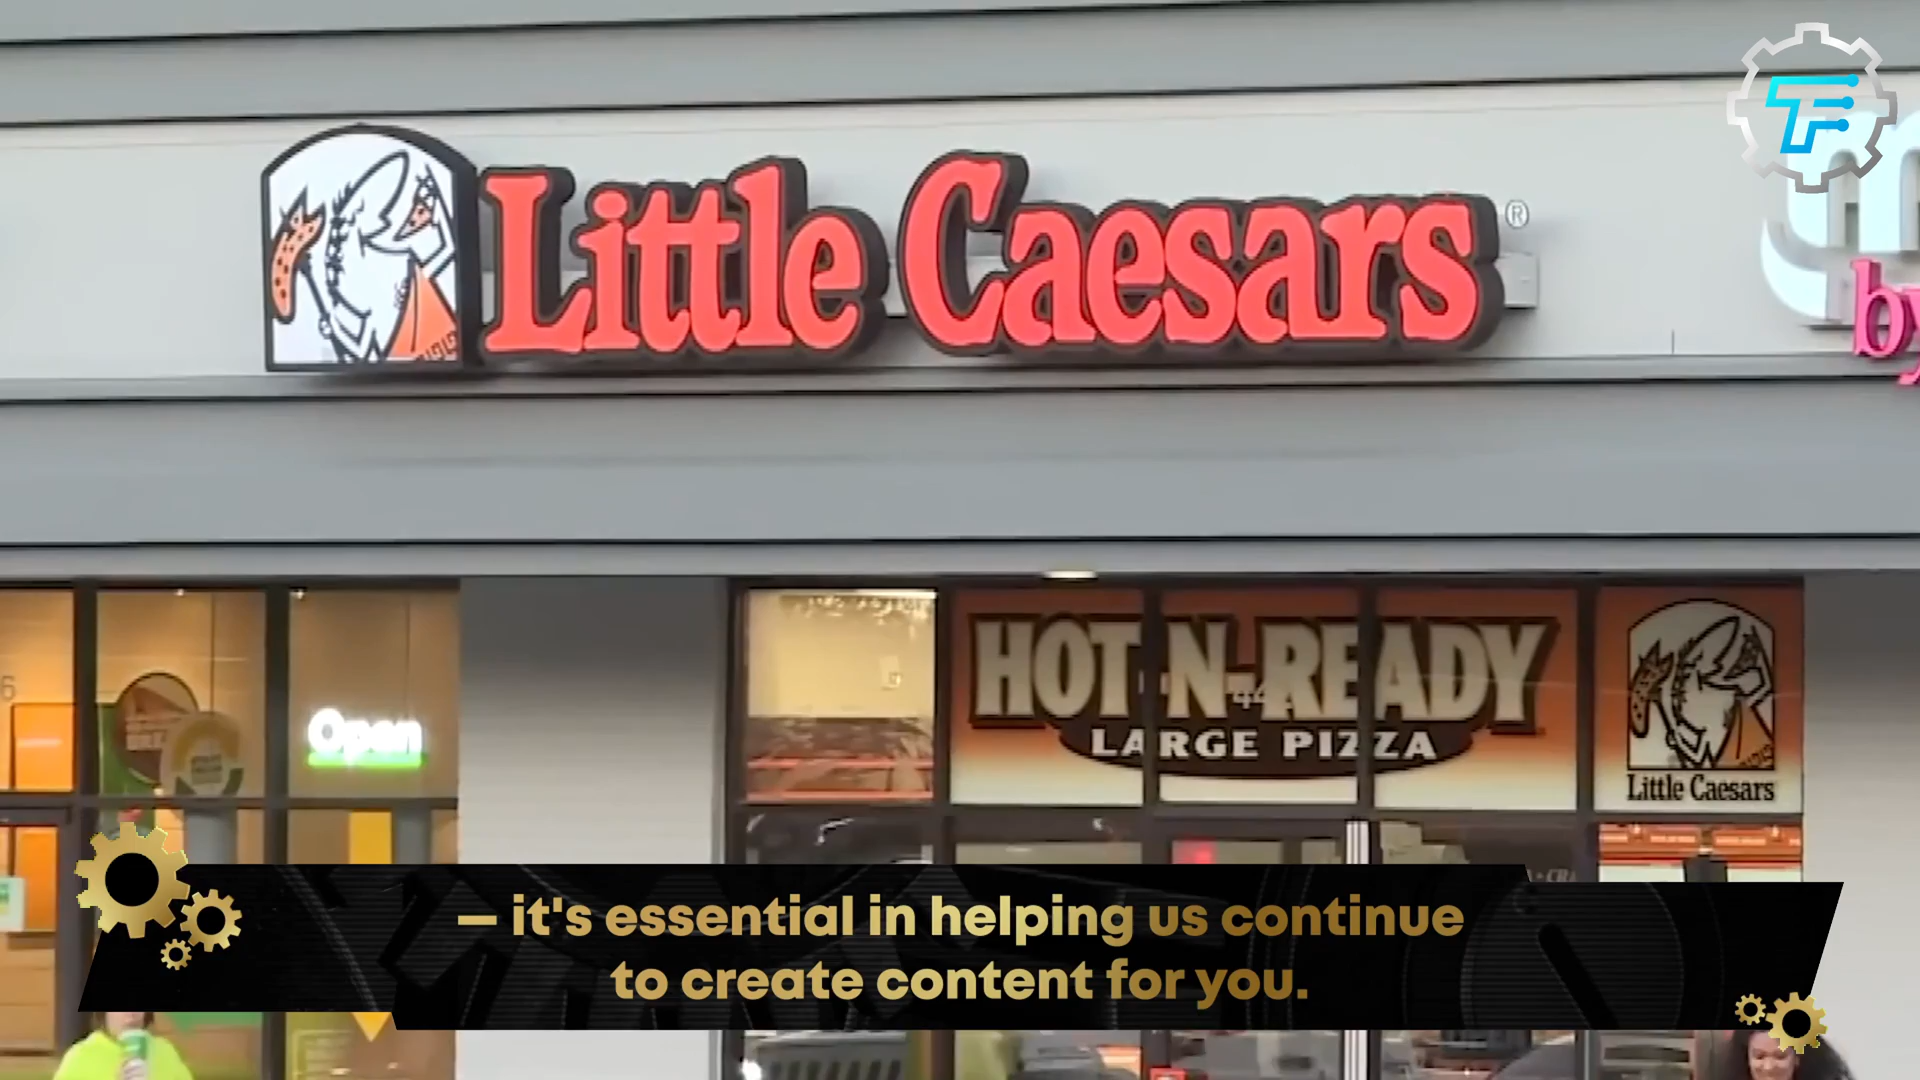 Little Caesars ®
by
Open
HOT-N-READY
LARGE PIZZA
Little Caesars
— it's essential in helping us continue
to create content for you.